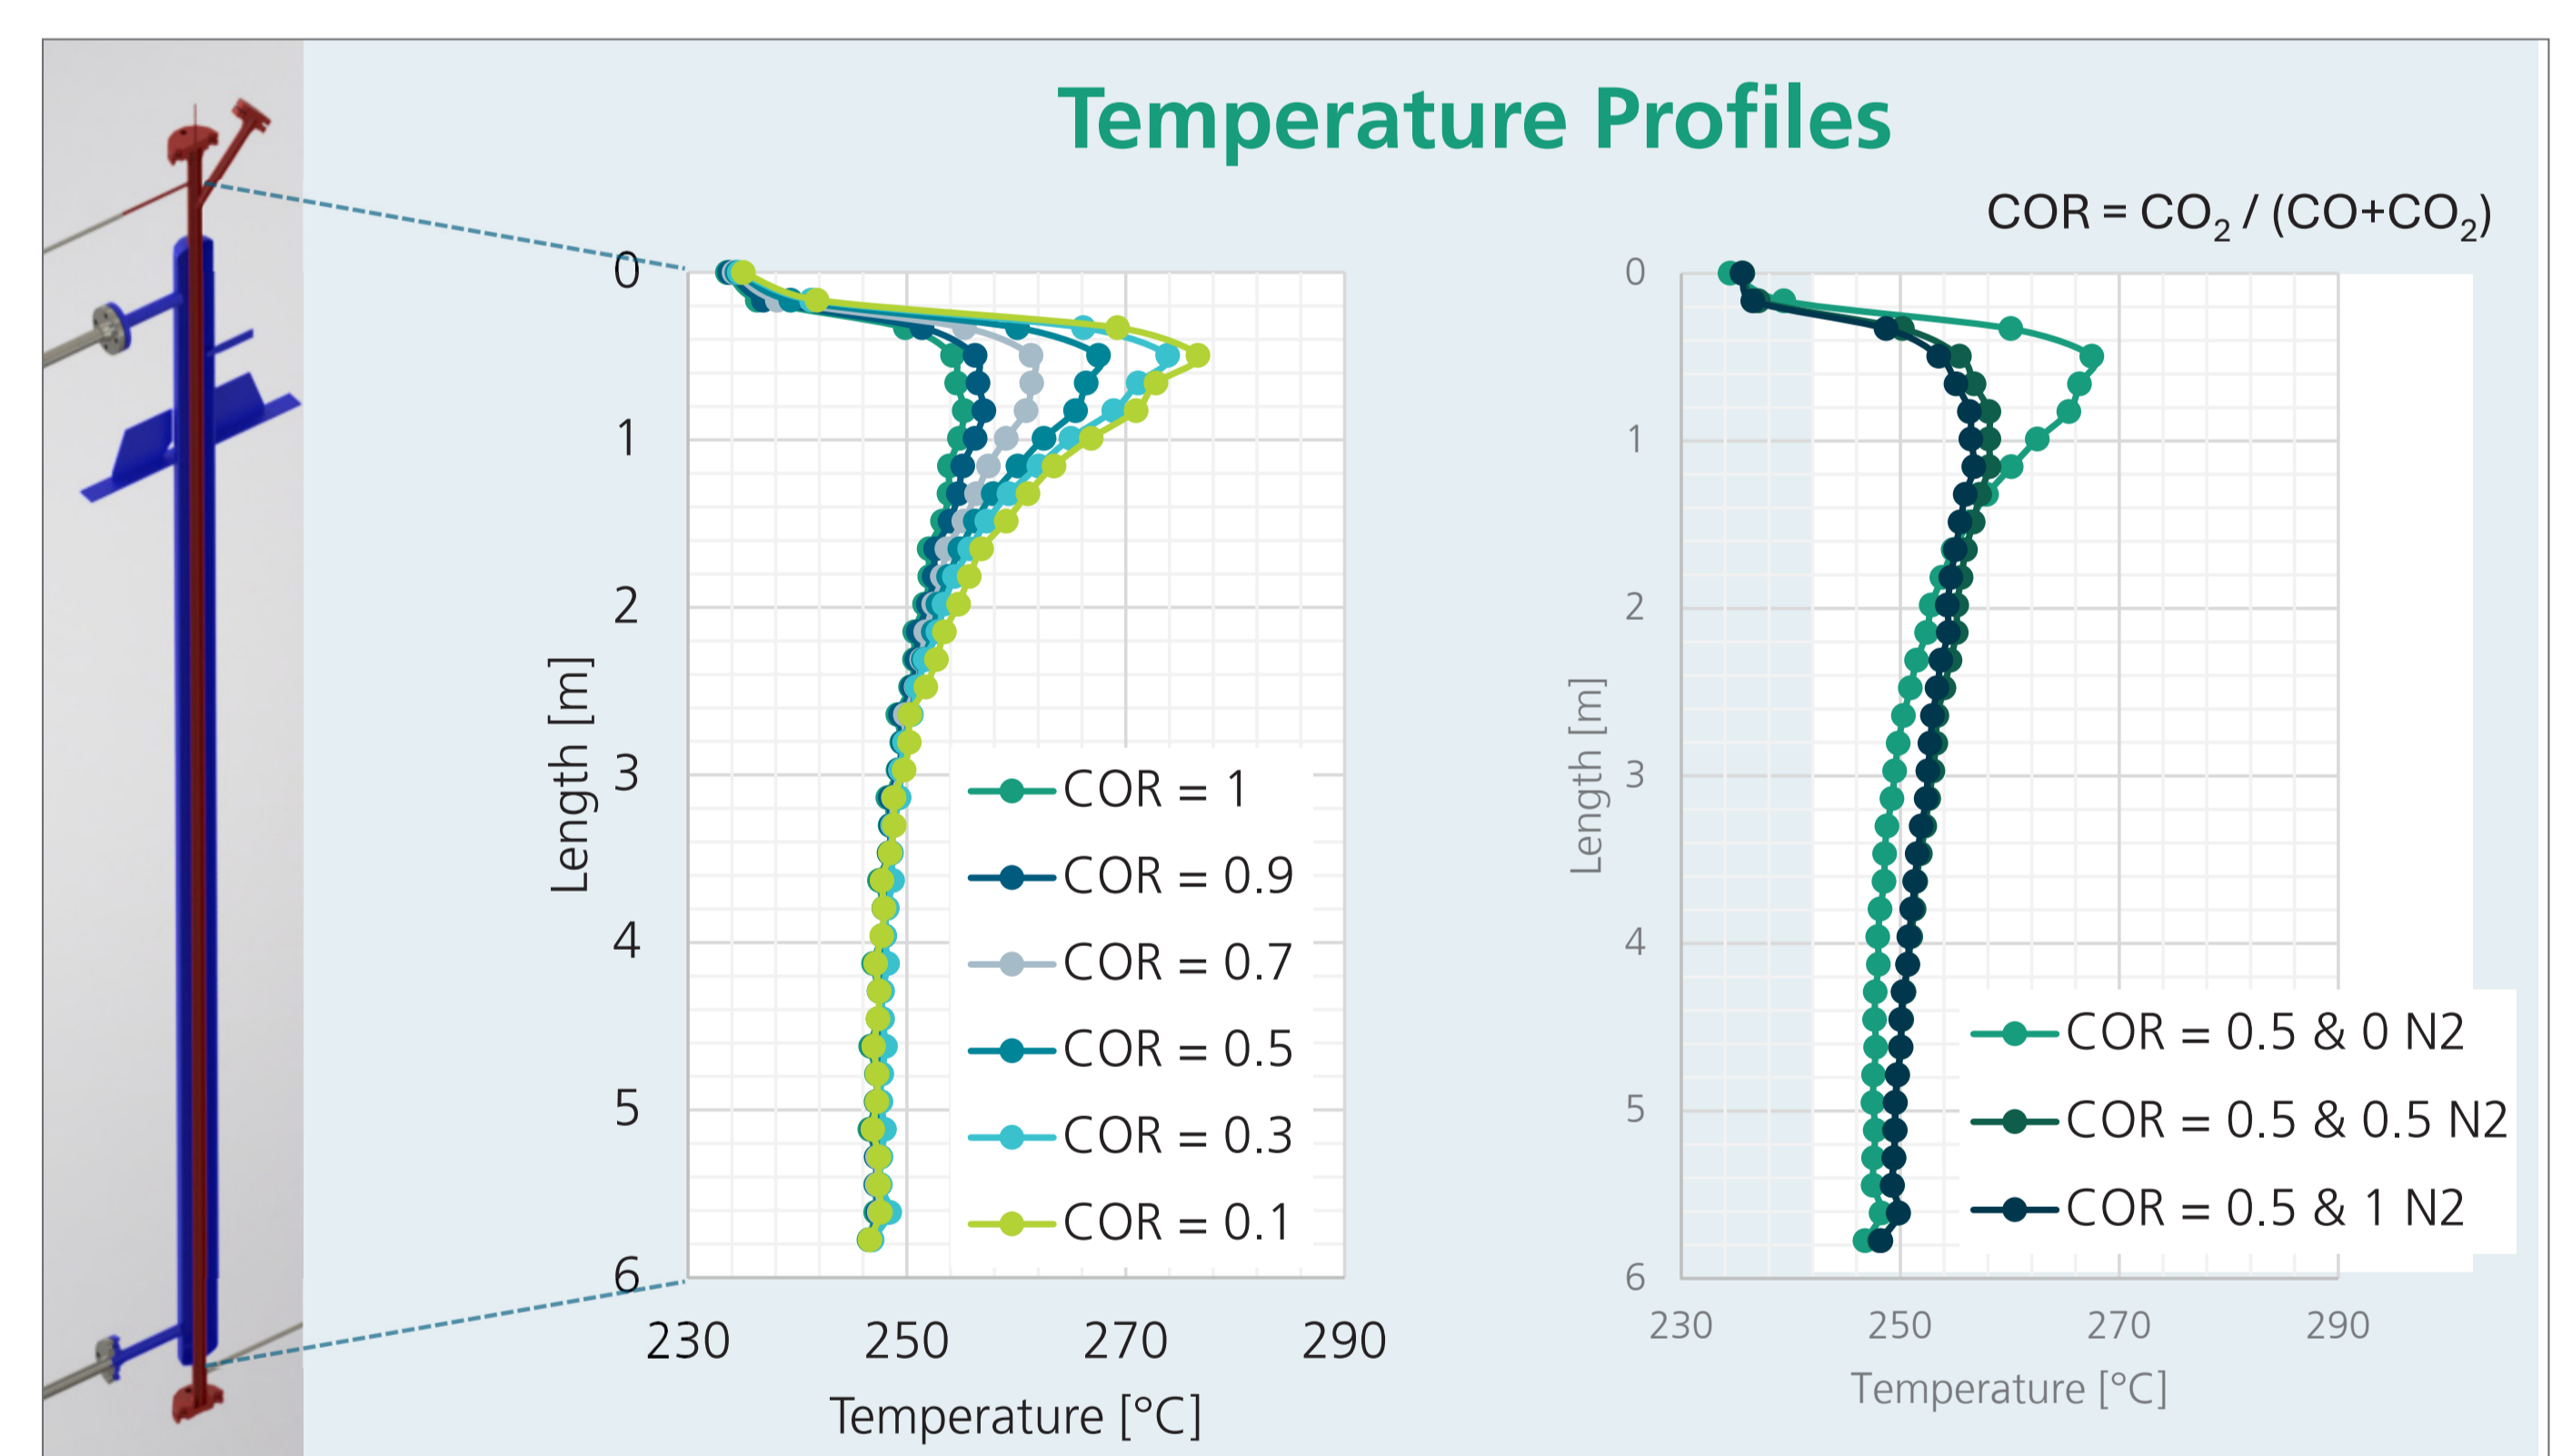 Temperature Profiles
COR = CO₂ / (CO+CO₂)
0
1
2
3
4
5
6
Length [m]
COR = 1
COR = 0.9
COR = 0.7
COR = 0.5
COR = 0.3
COR = 0.1
230 250 270 290
Temperature [°C]
0
1
2
3
4
5
6
Length [m]
COR = 0.5 & 0 N2
COR = 0.5 & 0.5 N2
COR = 0.5 & 1 N2
230 250 270 290
Temperature [°C]